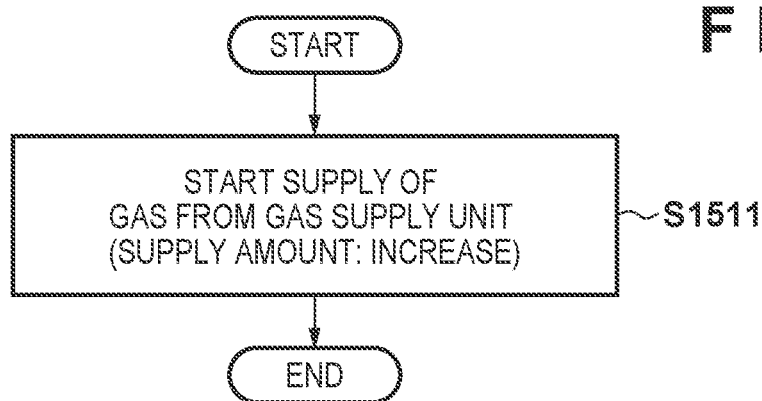 START
F
START SUPPLY OF
GAS FROM GAS SUPPLY UNIT
(SUPPLY AMOUNT: INCREASE)
S1511
END